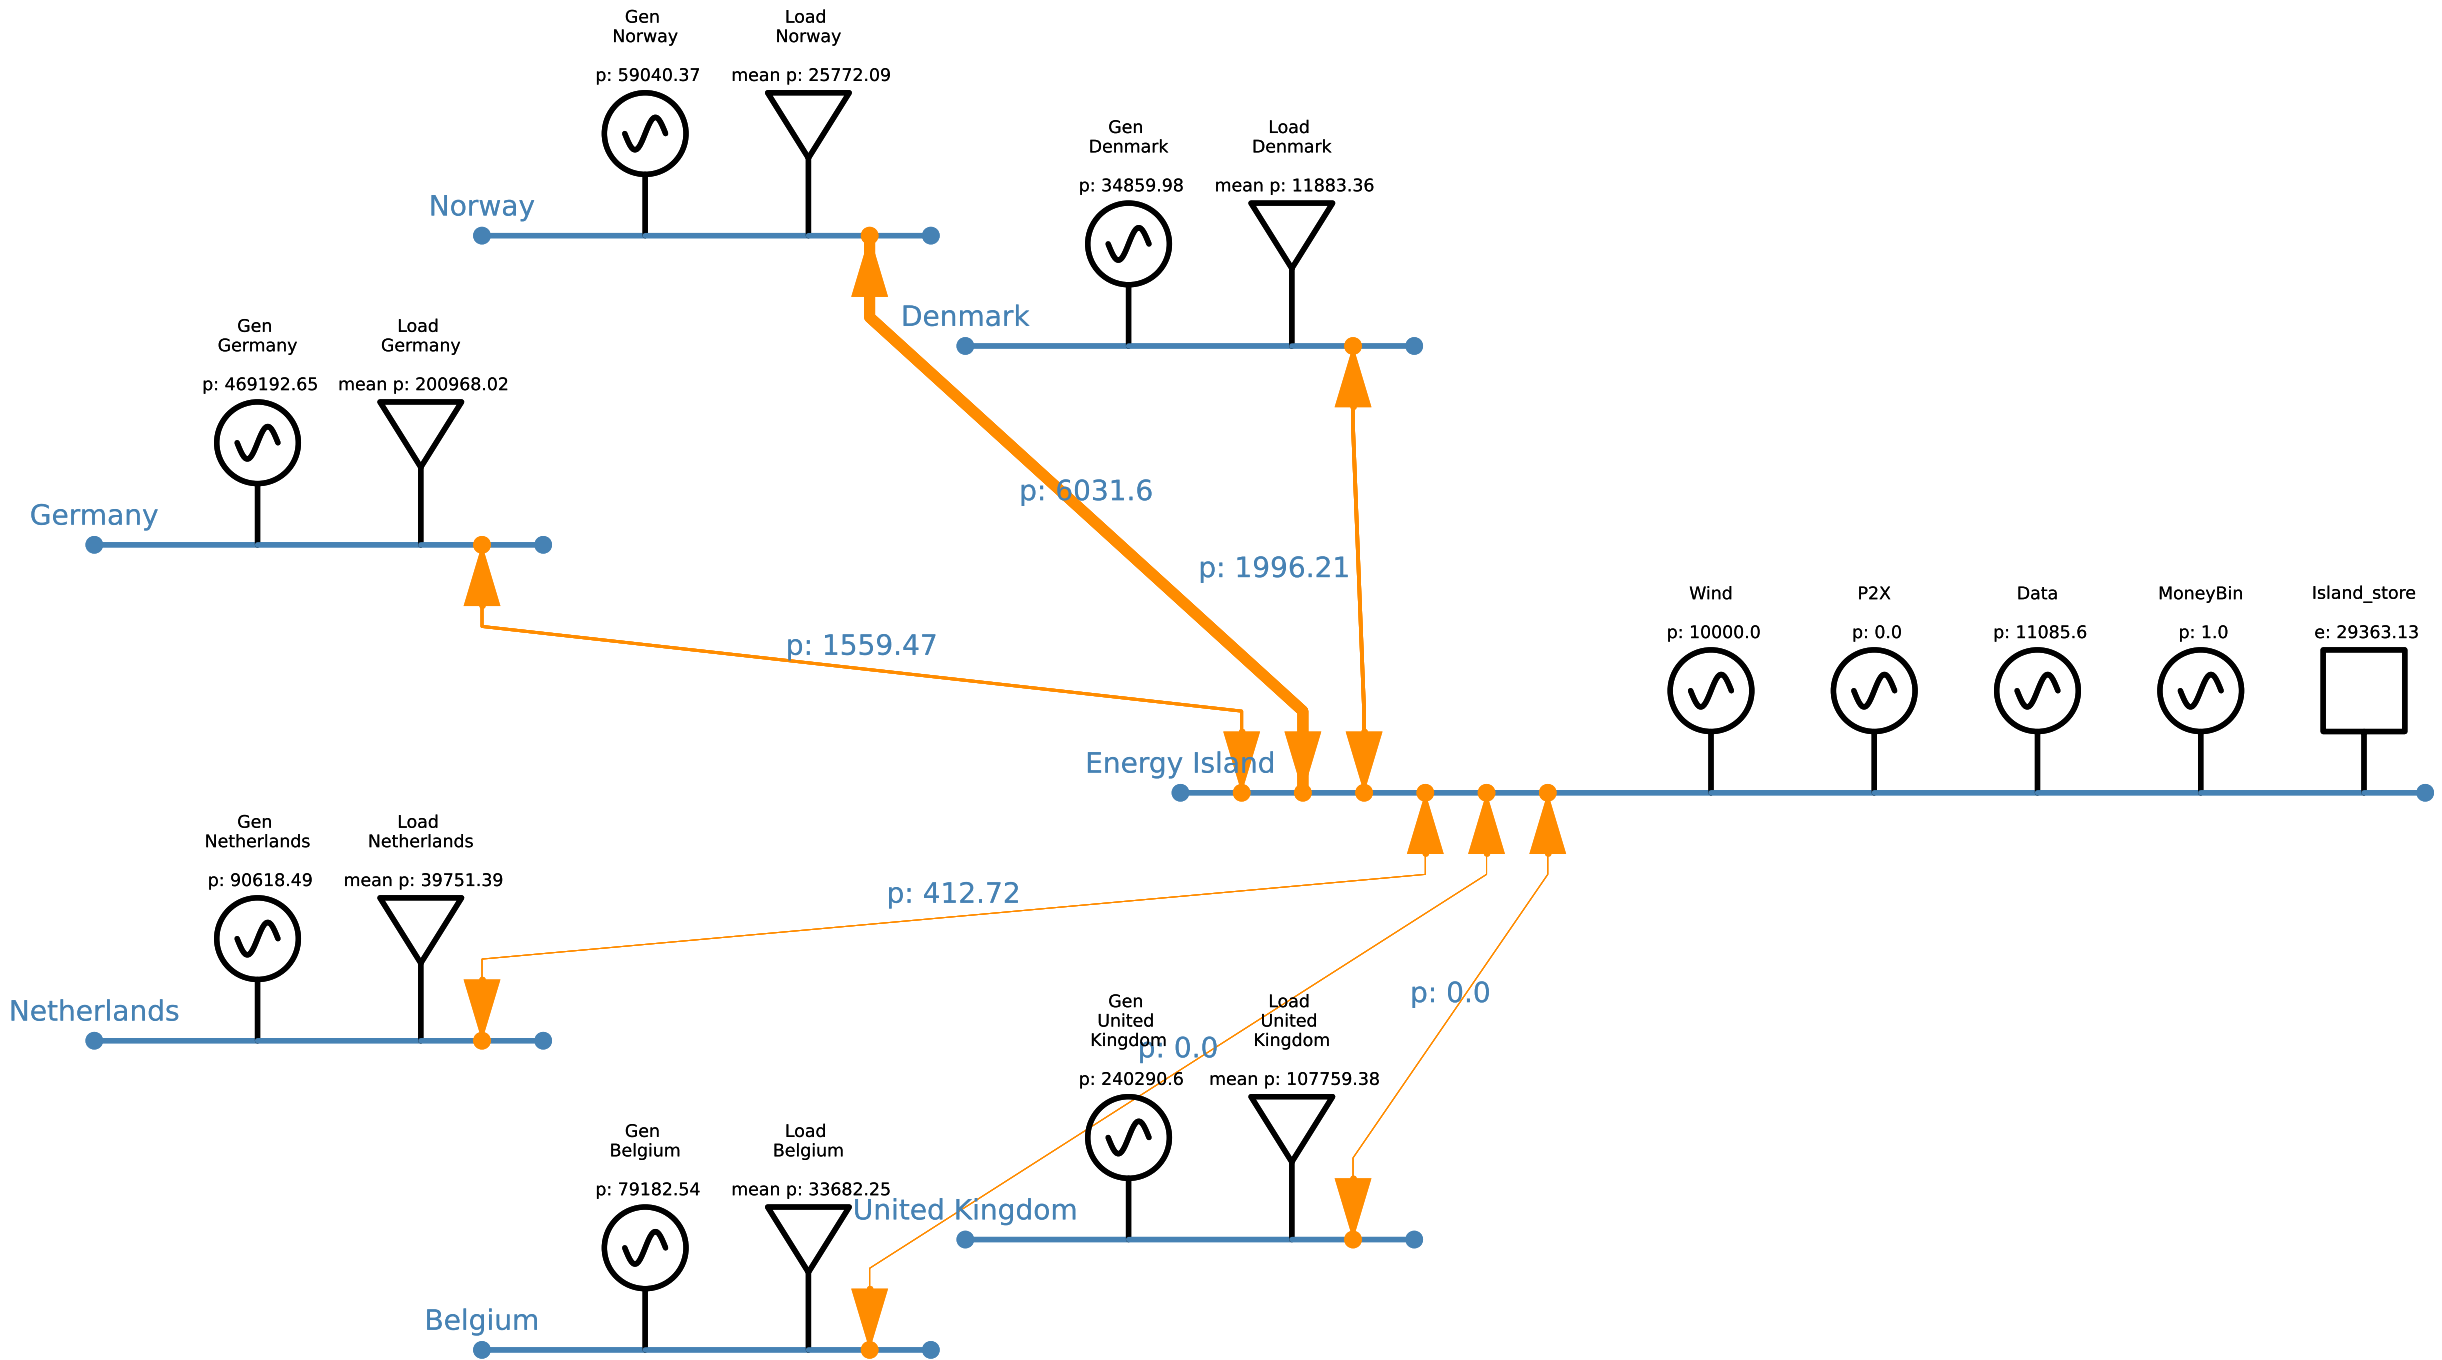 Gen
Norway
p: 59040.37
Load
Norway
mean p: 25772.09
Norway
Gen
Denmark
p: 34859.98
Load
Denmark
mean p: 11883.36
Denmark
Gen
Germany
p: 469192.65
Load
Germany
mean p: 200968.02
Germany
p: 6031.6
p: 1996.21
p: 1559.47
Wind
p: 10000.0
P2X
p: 0.0
Data
p: 11085.6
MoneyBin
p: 1.0
Island_store
e: 29363.13
Energy Island
Gen
Netherlands
p: 90618.49
Load
Netherlands
mean p: 39751.39
Netherlands
p: 412.72
p: 0.0
p: 0.0
Gen
United
Kingdom
p: 240290.6
Load
United
Kingdom
mean p: 107759.38
United Kingdom
Gen
Belgium
p: 79182.54
Load
Belgium
mean p: 33682.25
Belgium